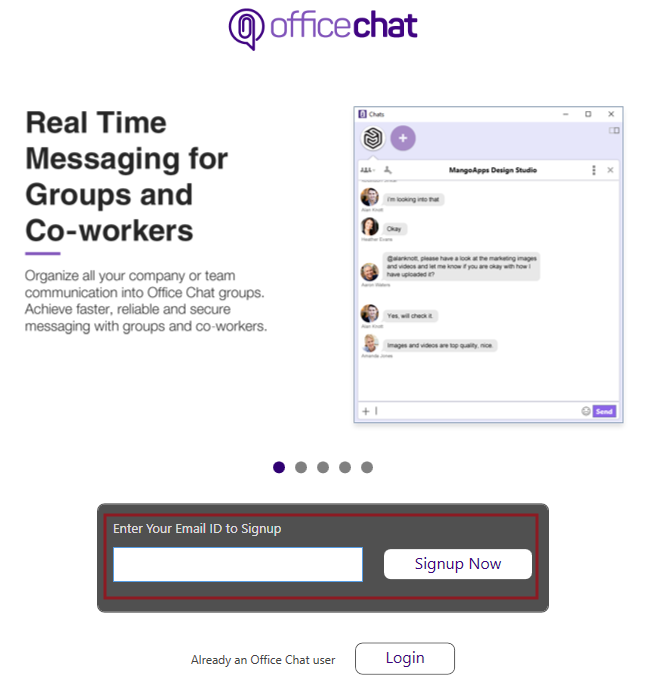 officechat
Real Time
Messaging for
Groups and
Co-workers
Organize all your company or team
communication into Office Chat groups.
Achieve faster, reliable and secure
messaging with groups and co-workers.
Chats
MangoApps Design Studio
I'm looking into that
Alan Knott
Okay
Heather Evans
@alanknott, please have a look at the marketing images
and videos and let me know if you are okay with how I
have uploaded it?
Aaron Waters
Yes, will check it.
Alan Knott
Images and videos are top quality, nice.
Amanda Jones
Send
Enter Your Email ID to Signup
Signup Now
Already an Office Chat user
Login